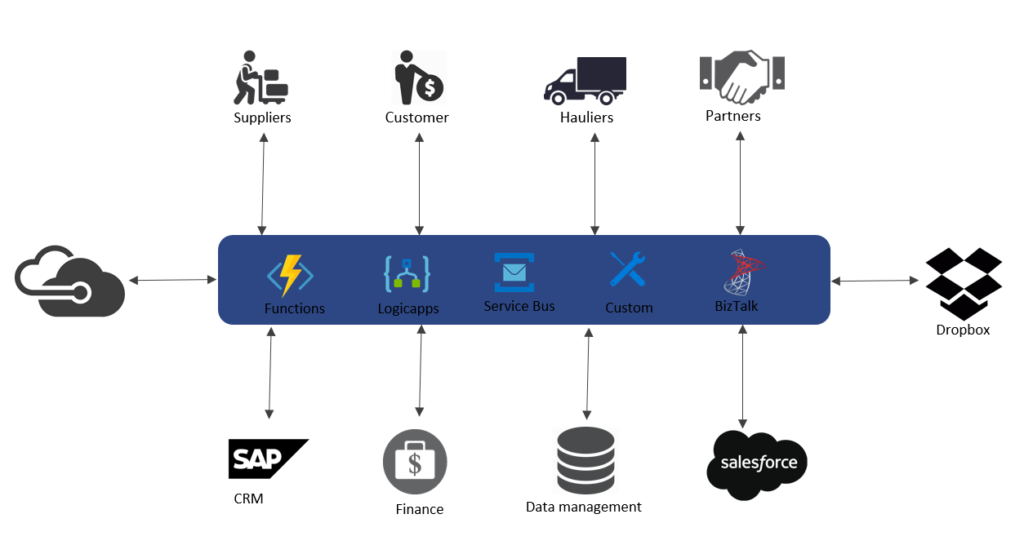 Suppliers
Customer
Hauliers
Partners
Functions
Logicapps
Service Bus
Custom
BizTalk
Dropbox
SAP
CRM
$
Finance
Data management
salesforce